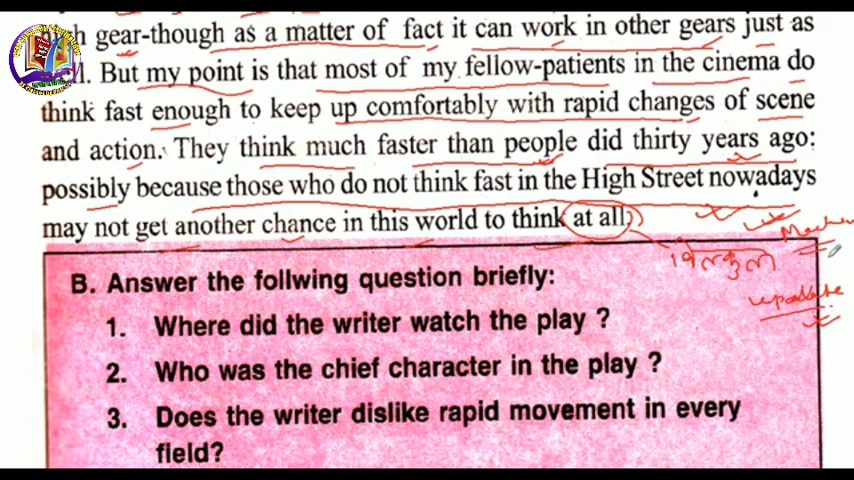 gear-though as a matter of fact it can work in other gears just as
But my point is that most of my fellow-patients in the cinema do
think fast enough to keep up comfortably with rapid changes of scene
and action. They think much faster than people did thirty years ago:
possibly because those who do not think fast in the High Street nowadays
may not get another chance in this world to think at all.
B. Answer the follwing question briefly:
1. Where did the writer watch the play ?
2. Who was the chief character in the play ?
3. Does the writer dislike rapid movement in every
field?